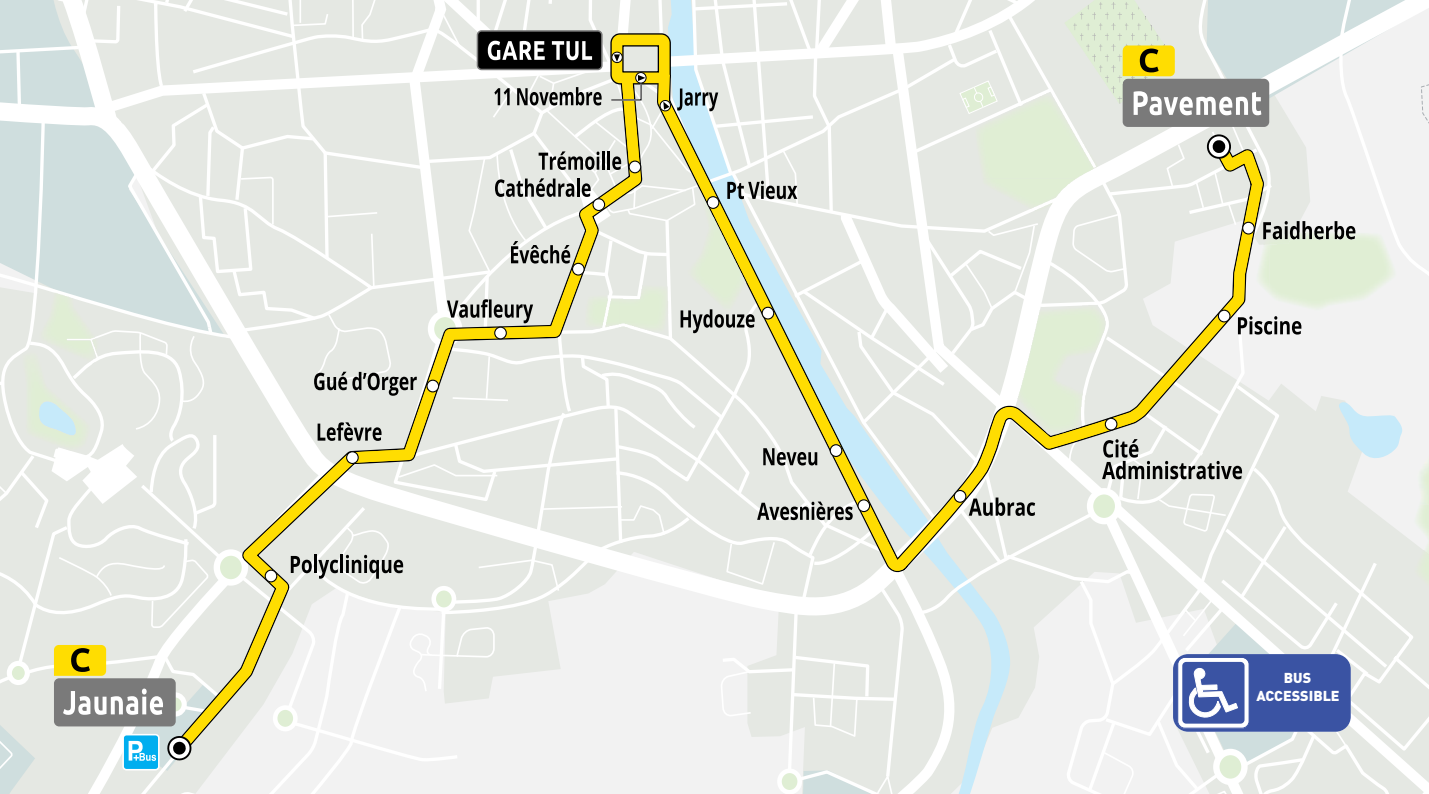 GARE TUL
C
Pavement
11 Novembre
Jarry
Trémoille
Cathédrale
Pt Vieux
Faidherbe
Évêché
Vaufleury
Hydouze
Piscine
Gué d'Orger
Lefèvre
Neveu
Cité
Administrative
Avesnières
Aubrac
Polyclinique
C
Jaunaie
P
+Bus
BUS
ACCESSIBLE